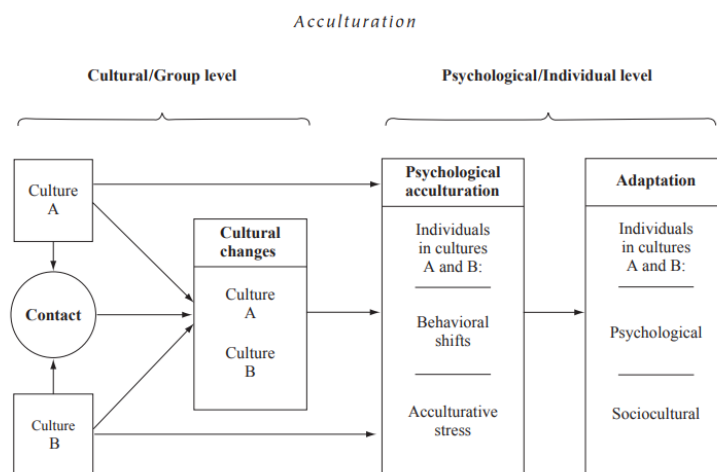 Acculturation
Cultural/Group level
Psychological/Individual level
Culture
A
Contact
Culture
B
Cultural
changes
Culture
A
Culture
B
Psychological
acculturation
Individuals
in cultures
A and B:
Behavioral
shifts
Acculturative
stress
Adaptation
Individuals
in cultures
A and B:
Psychological
Sociocultural